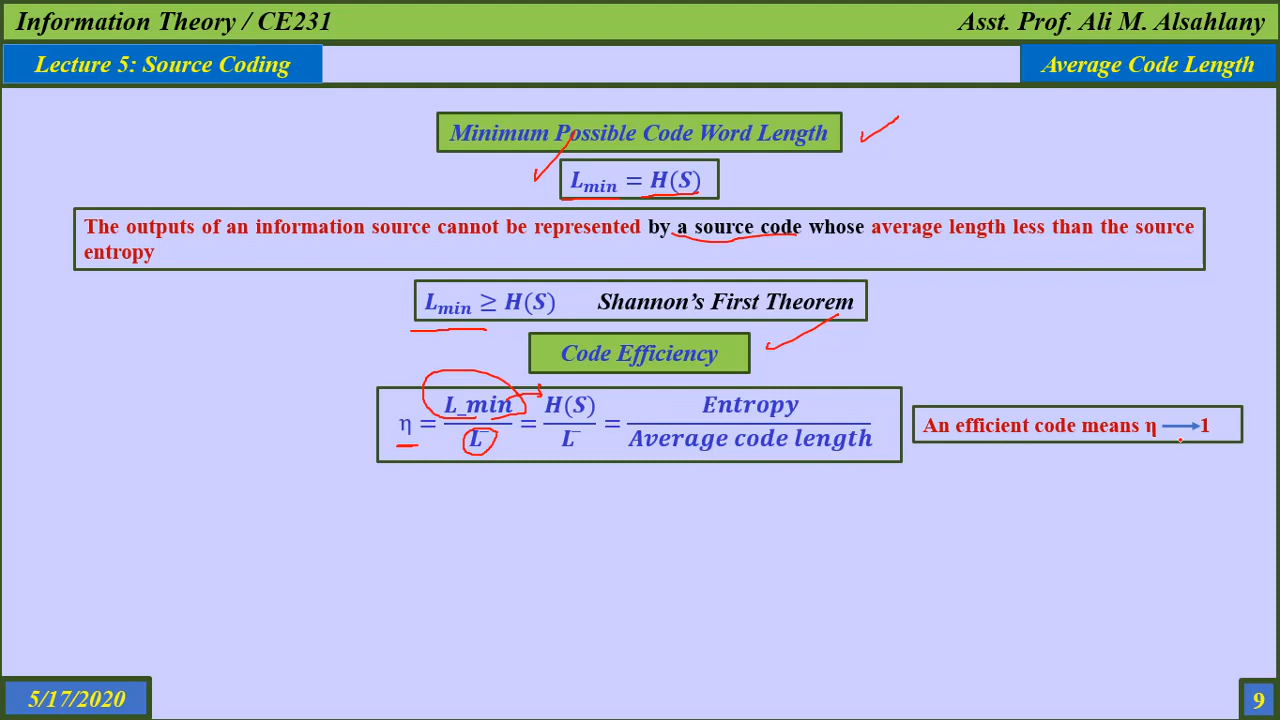 Information Theory / CE231
Asst. Prof. Ali M. Alsahlany
Lecture 5: Source Coding
Average Code Length
Minimum Possible Code Word Length
L_min = H(S)
The outputs of an information source cannot be represented by a source code whose average length less than the source
entropy
L_min ≥ H(S) Shannon's First Theorem
Code Efficiency
η = L_min / L̅ = H(S) / L̅ = Entropy / Average code length
An efficient code means η → 1
5/17/2020
9